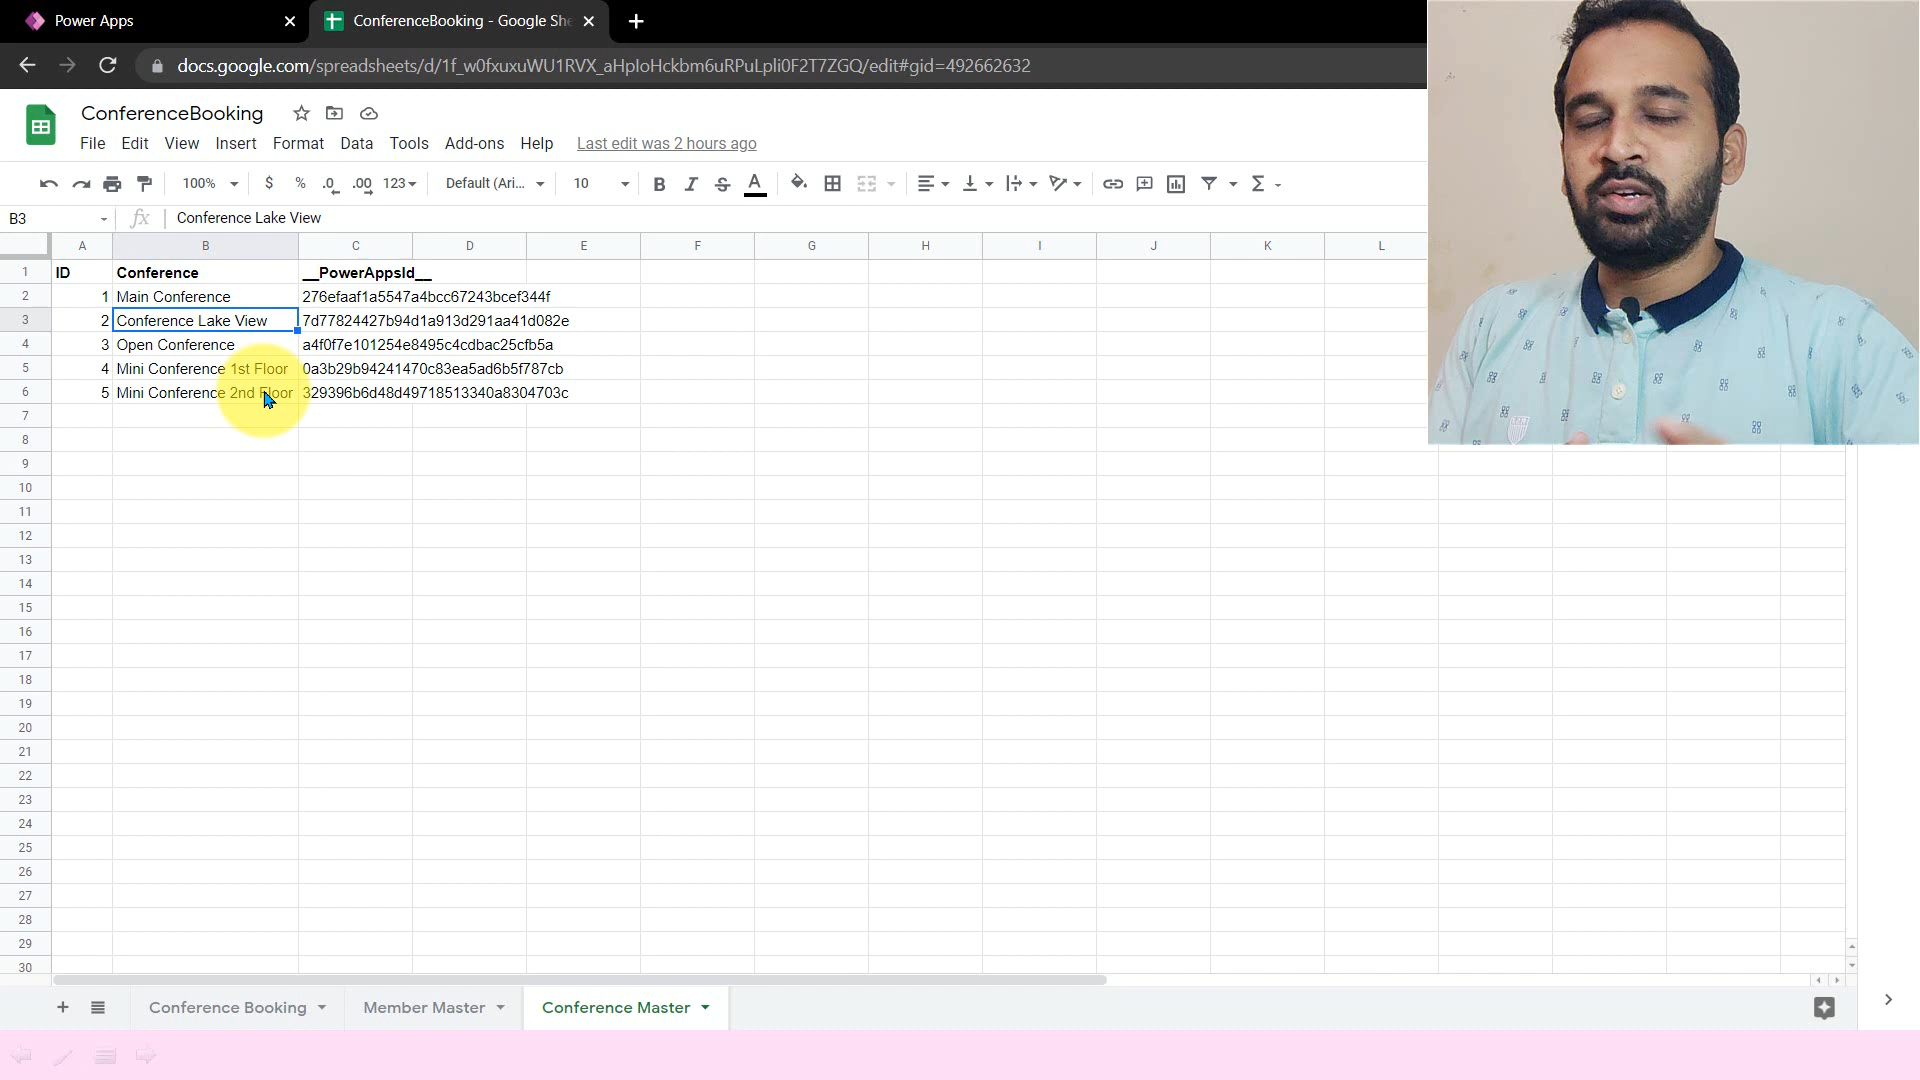 Power Apps
ConferenceBooking - Google She
docs.google.com/spreadsheets/d/1f_w0fxuxuWU1RVX_aHpIoHckbm6uRPuLpli0F2T7ZGQ/edit#gid=492662632
ConferenceBooking
File Edit View Insert Format Data Tools Add-ons Help Last edit was 2 hours ago
100% $ % .0 .00 123 Default (Ari... 10 B I S A Σ
B3 fx Conference Lake View
A B C D E F G H I J K L
1 ID Conference __PowerAppsId__
2 1 Main Conference 276efaaf1a5547a4bcc67243bcef344f
3 2 Conference Lake View 7d77824427b94d1a913d291aa41d082e
4 3 Open Conference a4f0f7e101254e8495c4cdbac25cfb5a
5 4 Mini Conference 1st Floor 0a3b29b94241470c83ea5ad6b5f787cb
6 5 Mini Conference 2nd Floor 329396b6d48d49718513340a8304703c
7
8
9
10
11
12
13
14
15
16
17
18
19
20
21
22
23
24
25
26
27
28
29
30
Conference Booking Member Master Conference Master